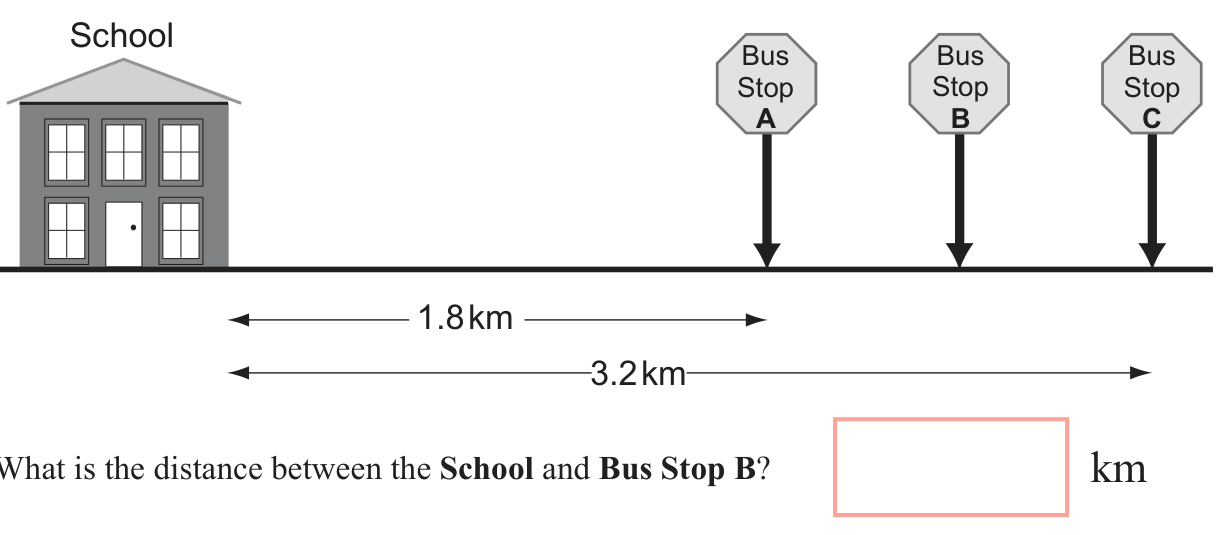 School
Bus
Stop
A
Bus
Stop
B
Bus
Stop
C
1.8 km
3.2 km
What is the distance between the School and Bus Stop B?
km